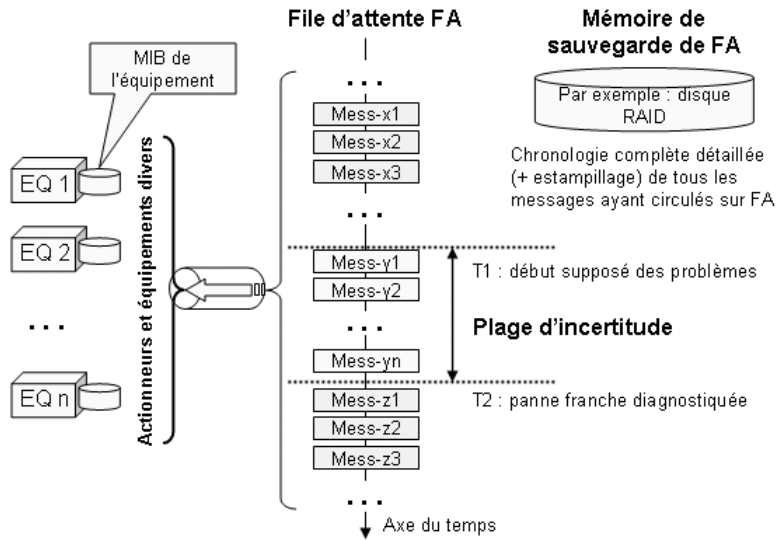 File d'attente FA
Mémoire de
sauvegarde de FA
MIB de
l'équipement
Par exemple : disque
RAID
...
Mess-x1
Mess-x2
Mess-x3
Chronologie complète détaillée
(+ estampillage) de tous les
messages ayant circulés sur FA
EQ 1
EQ 2
...
EQ n
Actionneurs et équipements divers
...
Mess-y1
Mess-y2
...
Mess-yn
T1 : début supposé des problèmes
Plage d'incertitude
T2 : panne franche diagnostiquée
Mess-z1
Mess-z2
Mess-z3
...
Axe du temps